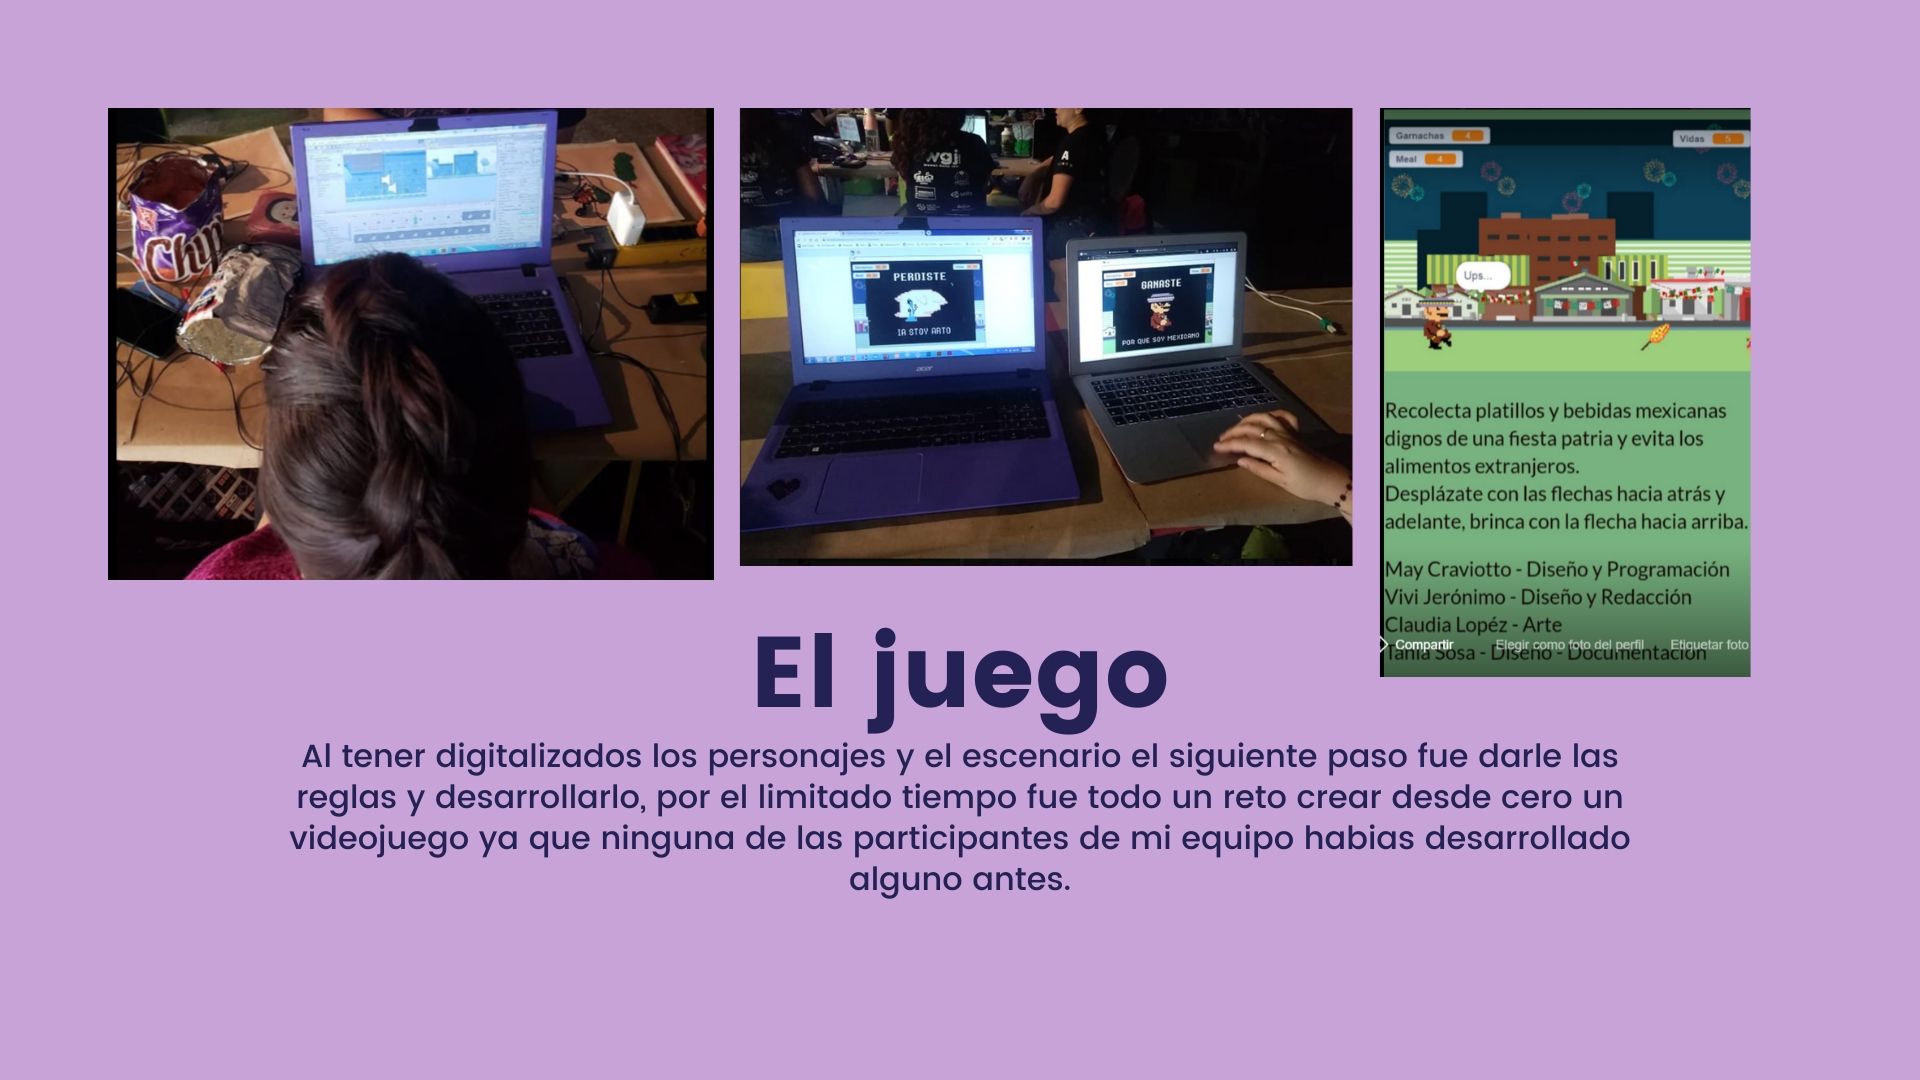 Chip
wgj
PERDISTE
IA STOY ARTO
acer
GANASTE
POR QUE SOY MEXICANO
Garnachas 4
Vidas 5
Meal 4
Ups...
Recolecta platillos y bebidas mexicanas
dignos de una fiesta patria y evita los
alimentos extranjeros.
Desplázate con las flechas hacia atrás y
adelante, brinca con la flecha hacia arriba.
May Craviotto - Diseño y Programación
Vivi Jerónimo - Diseño y Redacción
Claudia Lopéz - Arte
Compartir Elegir como foto del perfil Etiquetar foto
Tania Sosa - Diseño - Documentación
El juego
Al tener digitalizados los personajes y el escenario el siguiente paso fue darle las
reglas y desarrollarlo, por el limitado tiempo fue todo un reto crear desde cero un
videojuego ya que ninguna de las participantes de mi equipo habias desarrollado
alguno antes.